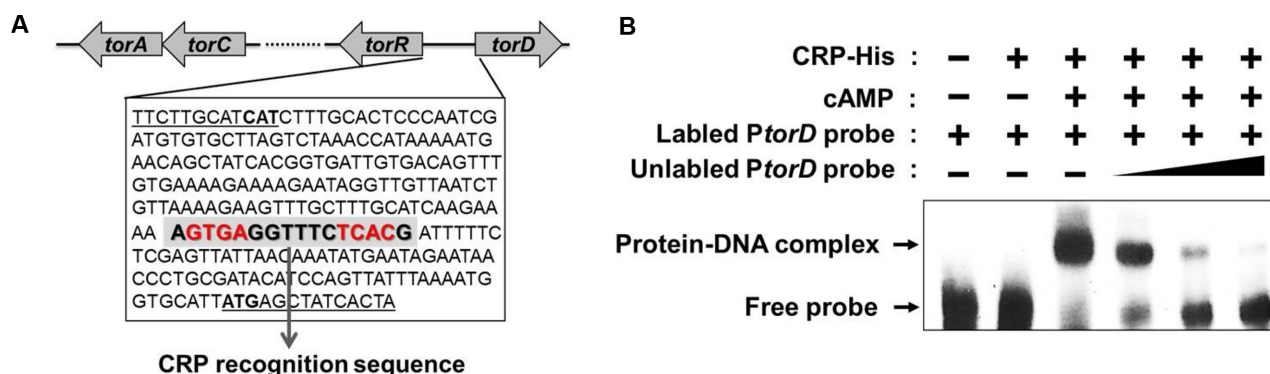 A
torA torC torR torD
TTCTTGCATCATCTTTGCACTCCCAATCG
ATGTGTGCTTAGTCTAAACCATAAAAATG
AACAGCTATCACGGTGATTGTGACAGTTT
GTGAAAAGAAAAGAATAGGTTGTTAATCT
GTTAAAAGAAGTTTGCTTTGCATCAAGAA
AA AGTGAGGTTTCTCACG ATTTTTC
TCGAGTTATTAACAAATATGAATAGAATAA
CCCTGCGATACATCCAGTTATTTAAAATG
GTGCATTATGAGCTATCACTA
CRP recognition sequence
B
CRP-His : - + + + + +
cAMP : - - + + + +
Labled PtorD probe : + + + + + +
Unlabled PtorD probe : - - -
Protein-DNA complex
Free probe